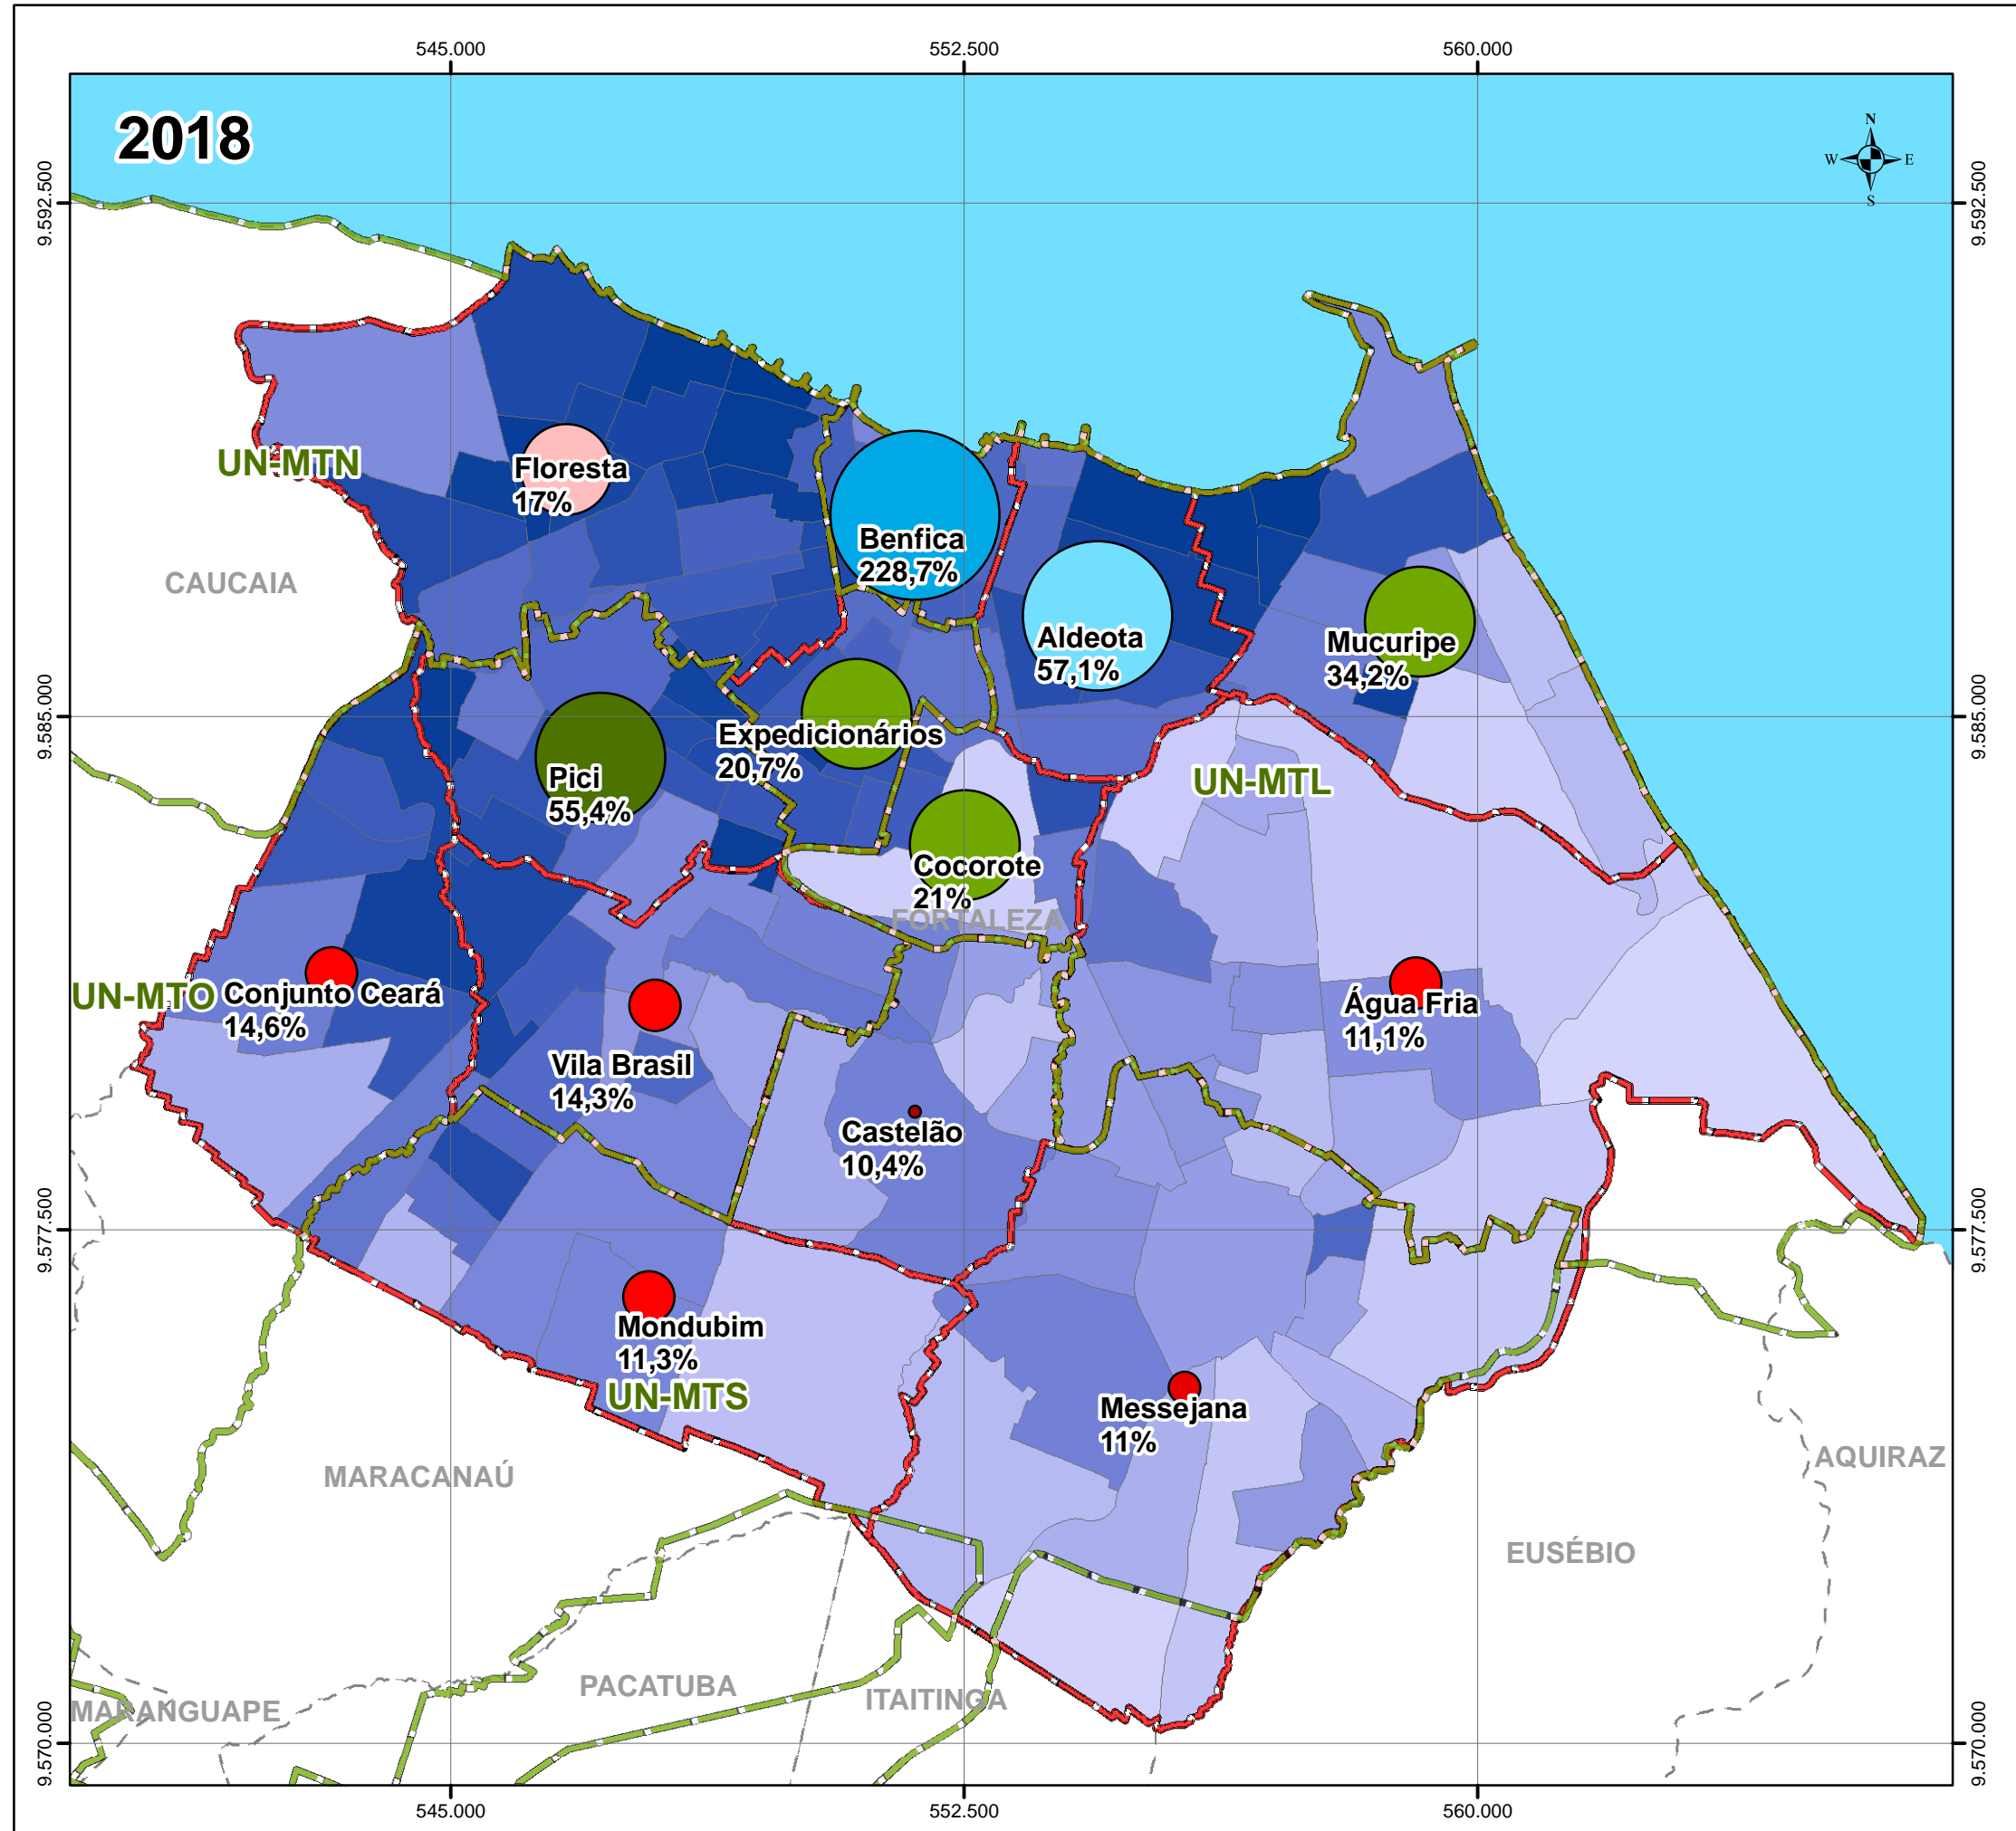 545.000
552.500
560.000
2018
N
W
E
S
9.592.500
9.592.500
UN-MTN
Floresta
17%
Benfica
228,7%
CAUCAIA
Aldeota
57,1%
Mucuripe
34,2%
9.585.000
9.585.000
Expedicionários
20,7%
Pici
55,4%
UN-MTL
Cocorote
21%
FORTALEZA
UN-MTO
Conjunto Ceará
14,6%
Água Fria
11,1%
Vila Brasil
14,3%
Castelão
10,4%
9.577.500
9.577.500
Mondubim
11,3%
UN-MTS
Messejana
11%
MARACANAÚ
AQUIRAZ
EUSÉBIO
PACATUBA
ITAITINGA
MARANGUAPE
9.570.000
9.570.000
545.000
552.500
560.000